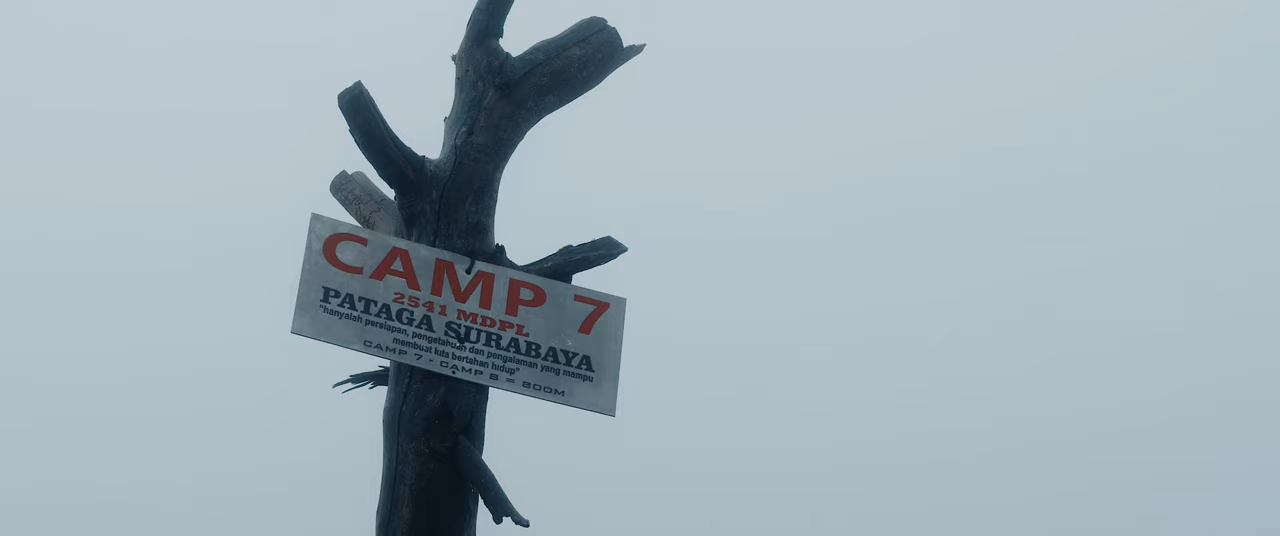 CAMP 7
2541 MDPL
PATAGA SURABAYA
"hanyalah persiapan, pengetahuan dan pengalaman yang mampu
membuat kita bertahan hidup"
CAMP 7 - CAMP 8 = 800M